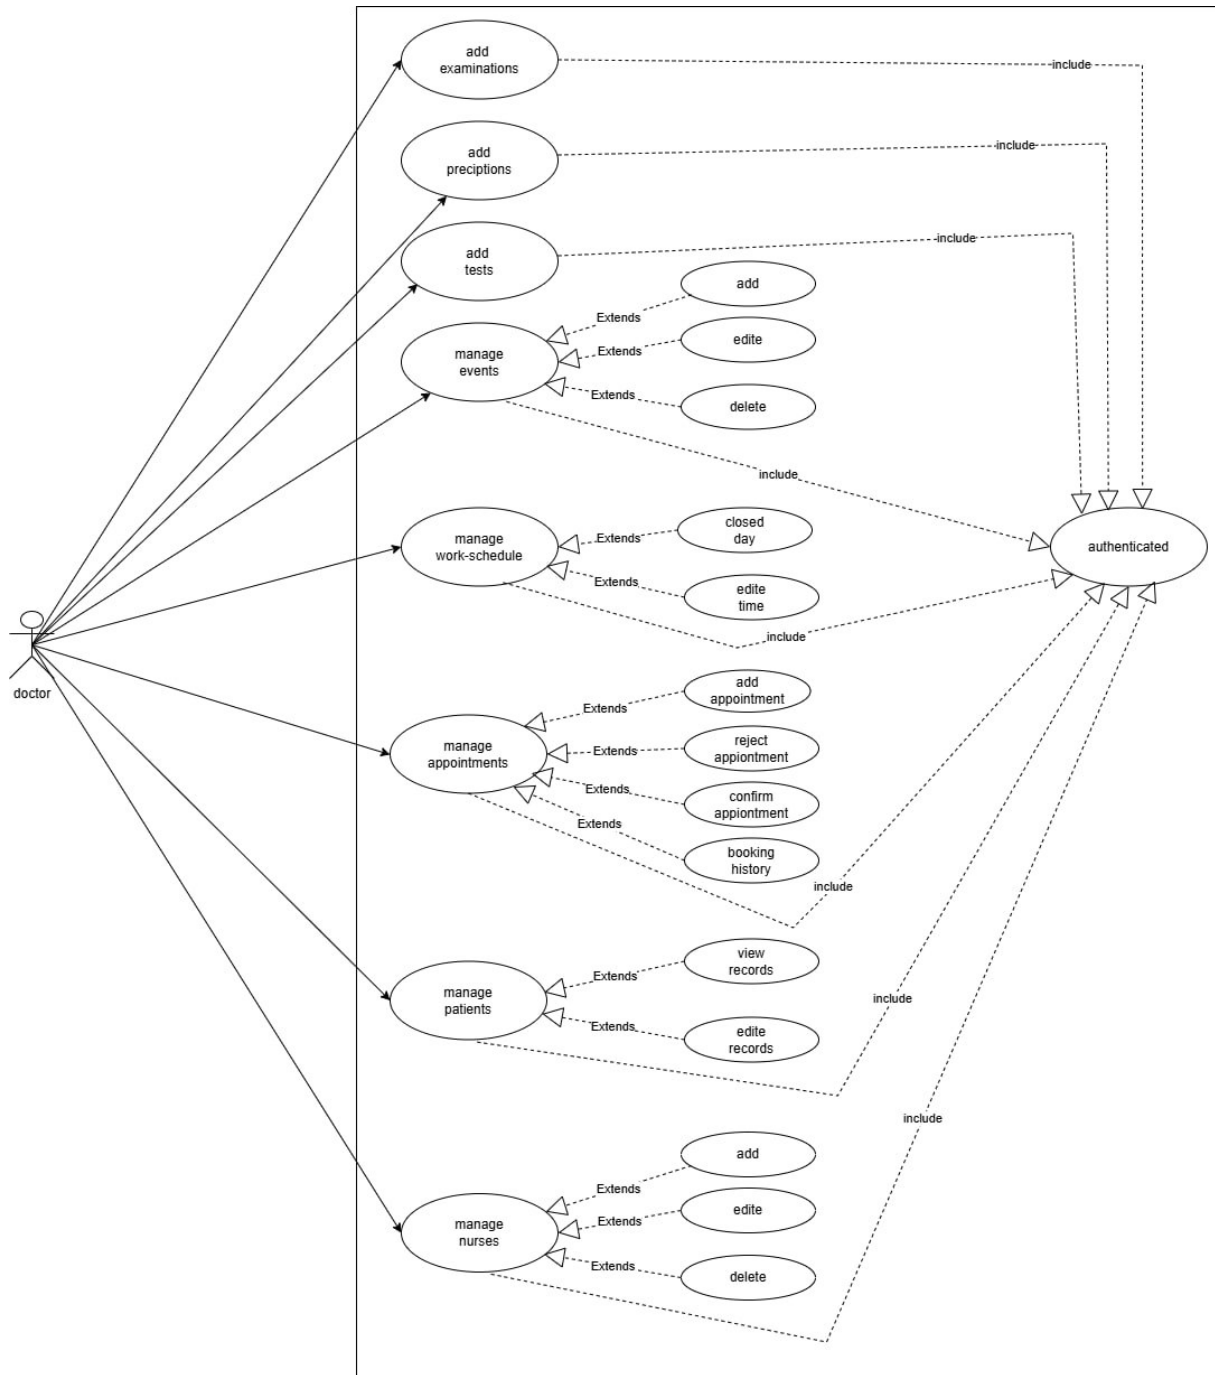 add
examinations
include
add
preciptions
include
add
tests
include
add
Extends
edite
Extends
manage
events
delete
Extends
include
closed
day
Extends
manage
work-schedule
authenticated
edite
time
Extends
include
doctor
add
appointment
Extends
reject
appiontment
Extends
manage
appointments
confirm
appiontment
Extends
Extends
booking
history
include
view
records
Extends
manage
patients
include
edite
records
Extends
include
add
Extends
edite
Extends
manage
nurses
delete
Extends